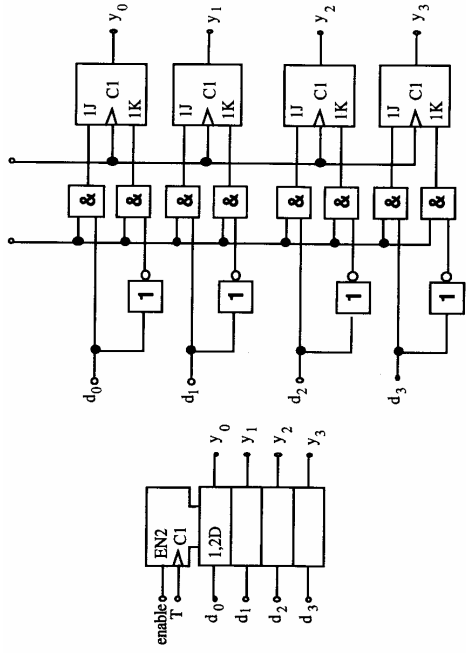 enable EN2
T C1
d0 1,2D y0
d1 y1
d2 y2
d3 y3
d0 & 1J y0
C1
1 & 1K
d1 & 1J y1
C1
1 & 1K
d2 & 1J y2
C1
1 & 1K
d3 & 1J y3
C1
1 & 1K